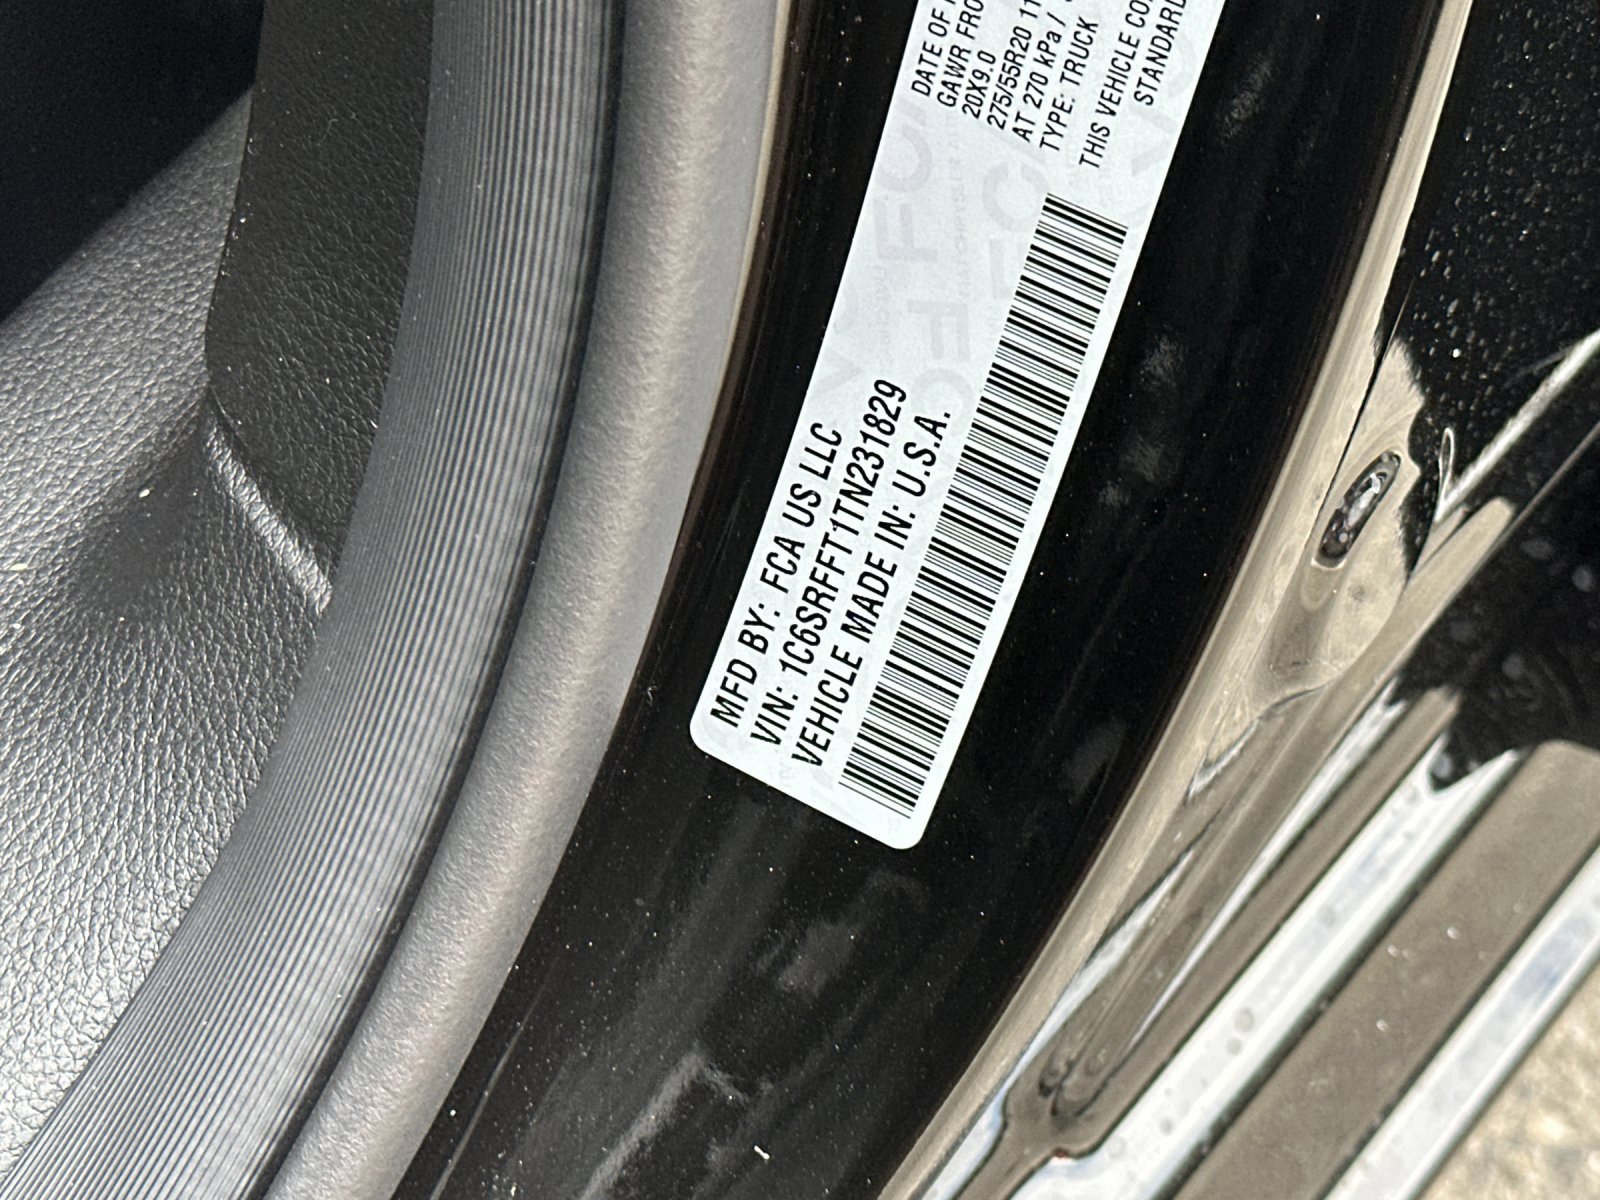 MFD BY: FCA US LLC
VIN: 1C6SRFFT1TN231829
VEHICLE MADE IN: U.S.A.
DATE OF
GAWR FRO
20X9.0
275/55R20 11
AT 270 kPa /
TYPE: TRUCK
THIS VEHICLE CO
STANDARD